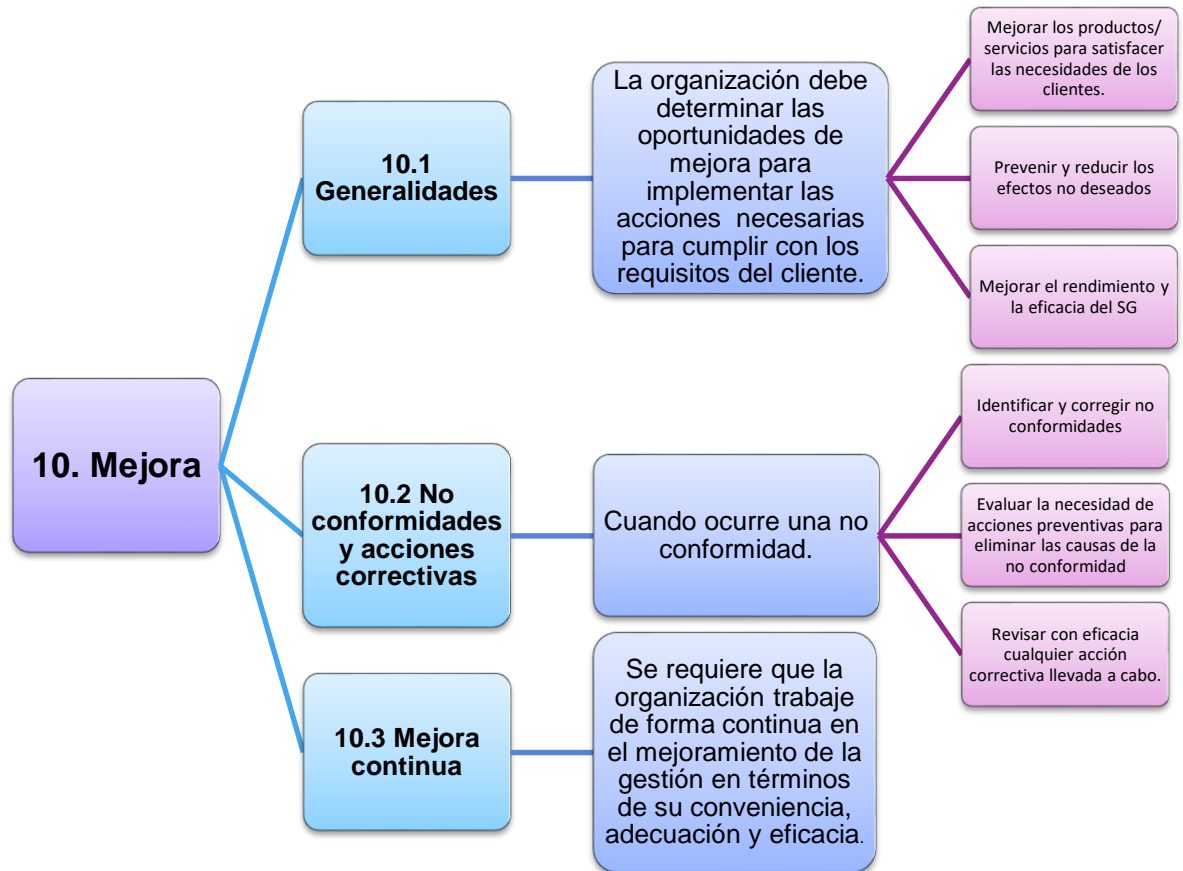 10. Mejora
10.1
Generalidades
La organización debe
determinar las
oportunidades de
mejora para
implementar las
acciones necesarias
para cumplir con los
requisitos del cliente.
Mejorar los productos/
servicios para satisfacer
las necesidades de los
clientes.
Prevenir y reducir los
efectos no deseados
Mejorar el rendimiento y
la eficacia del SG
10.2 No
conformidades
y acciones
correctivas
Cuando ocurre una no
conformidad.
Identificar y corregir no
conformidades
Evaluar la necesidad de
acciones preventivas para
eliminar las causas de la
no conformidad
Revisar con eficacia
cualquier acción
correctiva llevada a cabo.
10.3 Mejora
continua
Se requiere que la
organización trabaje
de forma continua en
el mejoramiento de la
gestión en términos
de su conveniencia,
adecuación y eficacia.